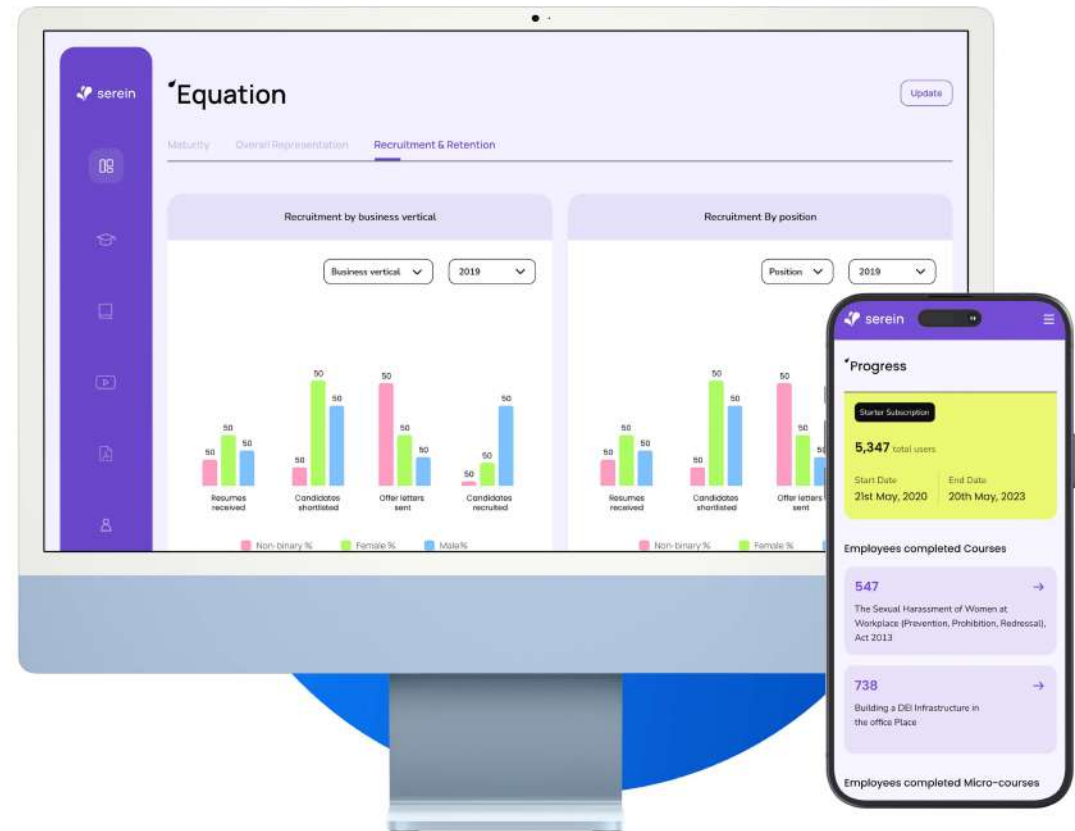 serein
Equation
Update
Maturity Overall Representation Recruitment & Retention
Recruitment by business vertical
Business vertical 2019
50 50
50
50 50 50 50
50 50
50 50
50
Resumes received
Candidates shortlisted
Offer letters sent
Candidates recruited
Non-binary % Female % Male%
Recruitment By position
Position 2019
50 50
50
50 50 50
50
50
Resumes received
Candidates shortlisted
Offer letters
Non-binary % Female %
serein
Progress
Starter Subscription
5,347 total users
Start Date End Date
21st May, 2020 20th May, 2023
Employees completed Courses
547
The Sexual Harassment of Women at
Workplace (Prevention, Prohibition, Redressal),
Act 2013
738
Building a DEI Infrastructure in
the office Place
Employees completed Micro-courses